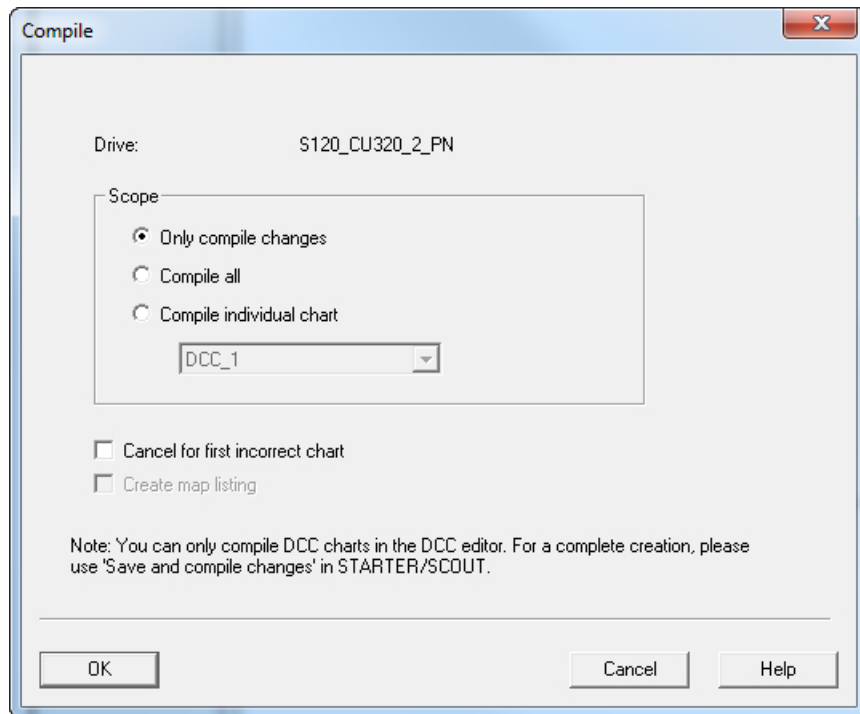 Compile
Drive: S120_CU320_2_PN
Scope
Only compile changes
Compile all
Compile individual chart
DCC_1
Cancel for first incorrect chart
Create map listing
Note: You can only compile DCC charts in the DCC editor. For a complete creation, please
use 'Save and compile changes' in STARTER/SCOUT.
OK Cancel Help